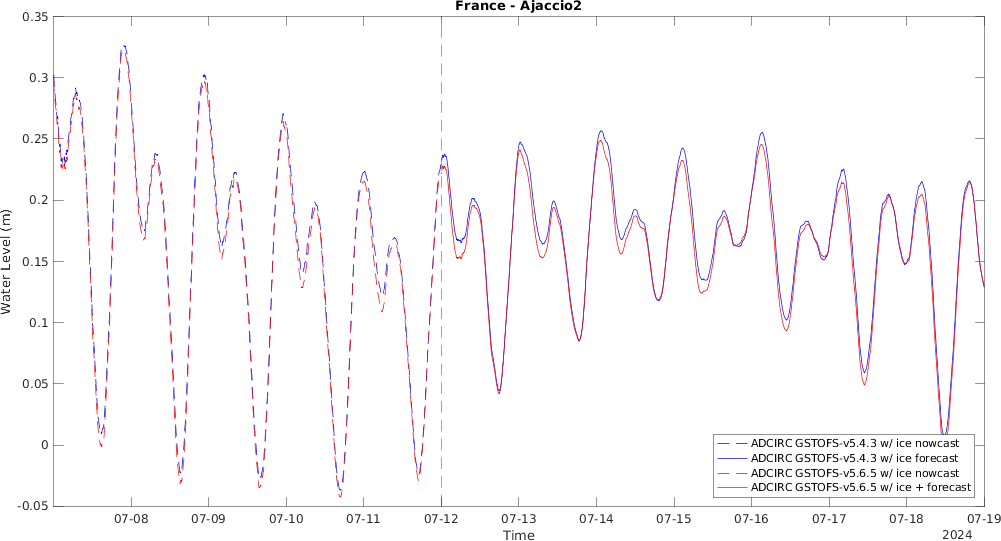 France - Ajaccio2
0.35
0.3
0.25
0.2
0.15
0.1
0.05
0
-0.05
Water Level (m)
07-08 07-09 07-10 07-11 07-12 07-13 07-14 07-15 07-16 07-17 07-18 07-19
Time
2024
ADCIRC GSTOFS-v5.4.3 w/ ice nowcast
ADCIRC GSTOFS-v5.4.3 w/ ice forecast
ADCIRC GSTOFS-v5.6.5 w/ ice nowcast
ADCIRC GSTOFS-v5.6.5 w/ ice + forecast